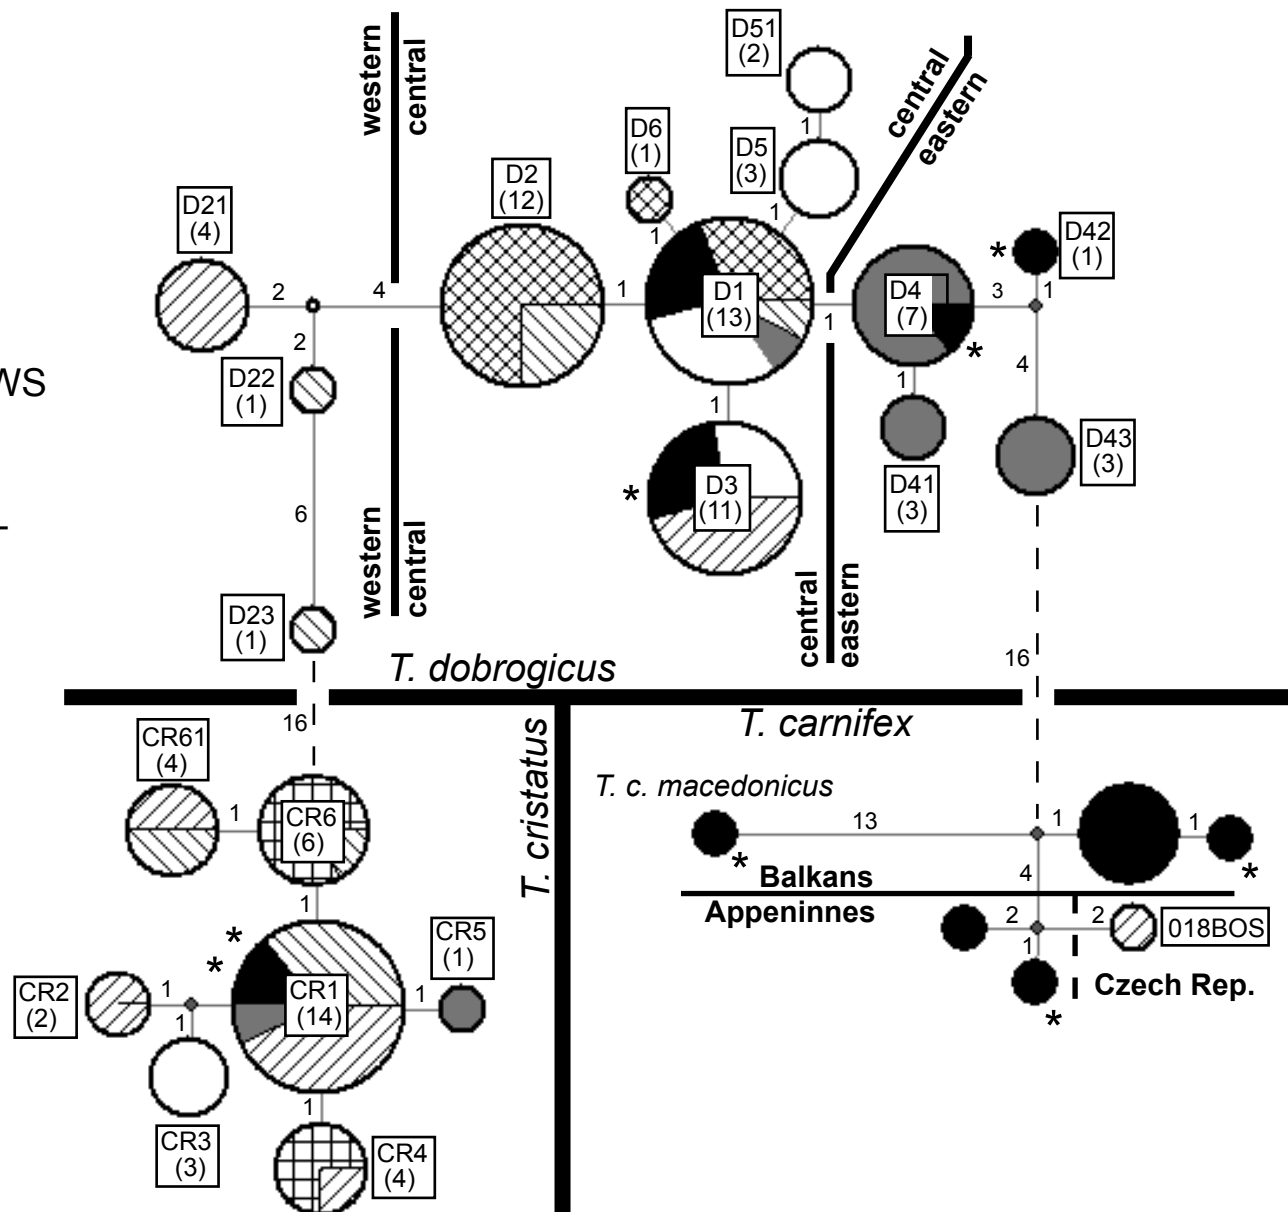 western
central
D51
(2)
central
eastern
D6
(1)
D5
(3)
1
D2
(12)
D21
(4)
1
1
D42
(1)
*
2
4
1
D1
(13)
1
D4
(7)
3
1
*
2
WS
D22
(1)
1
1
4
D3
(11)
*
D41
(3)
D43
(3)
6
western
central
central
eastern
D23
(1)
16
T. dobrogicus
16
T. cristatus
T. carnifex
CR61
(4)
1
CR6
(6)
T. c. macedonicus
13
1
1
*
*
4
Balkans
Appeninnes
1
*
*
CR5
(1)
2
2
018BOS
1
CR2
(2)
1
CR1
(14)
1
Czech Rep.
*
1
CR3
(3)
1
CR4
(4)